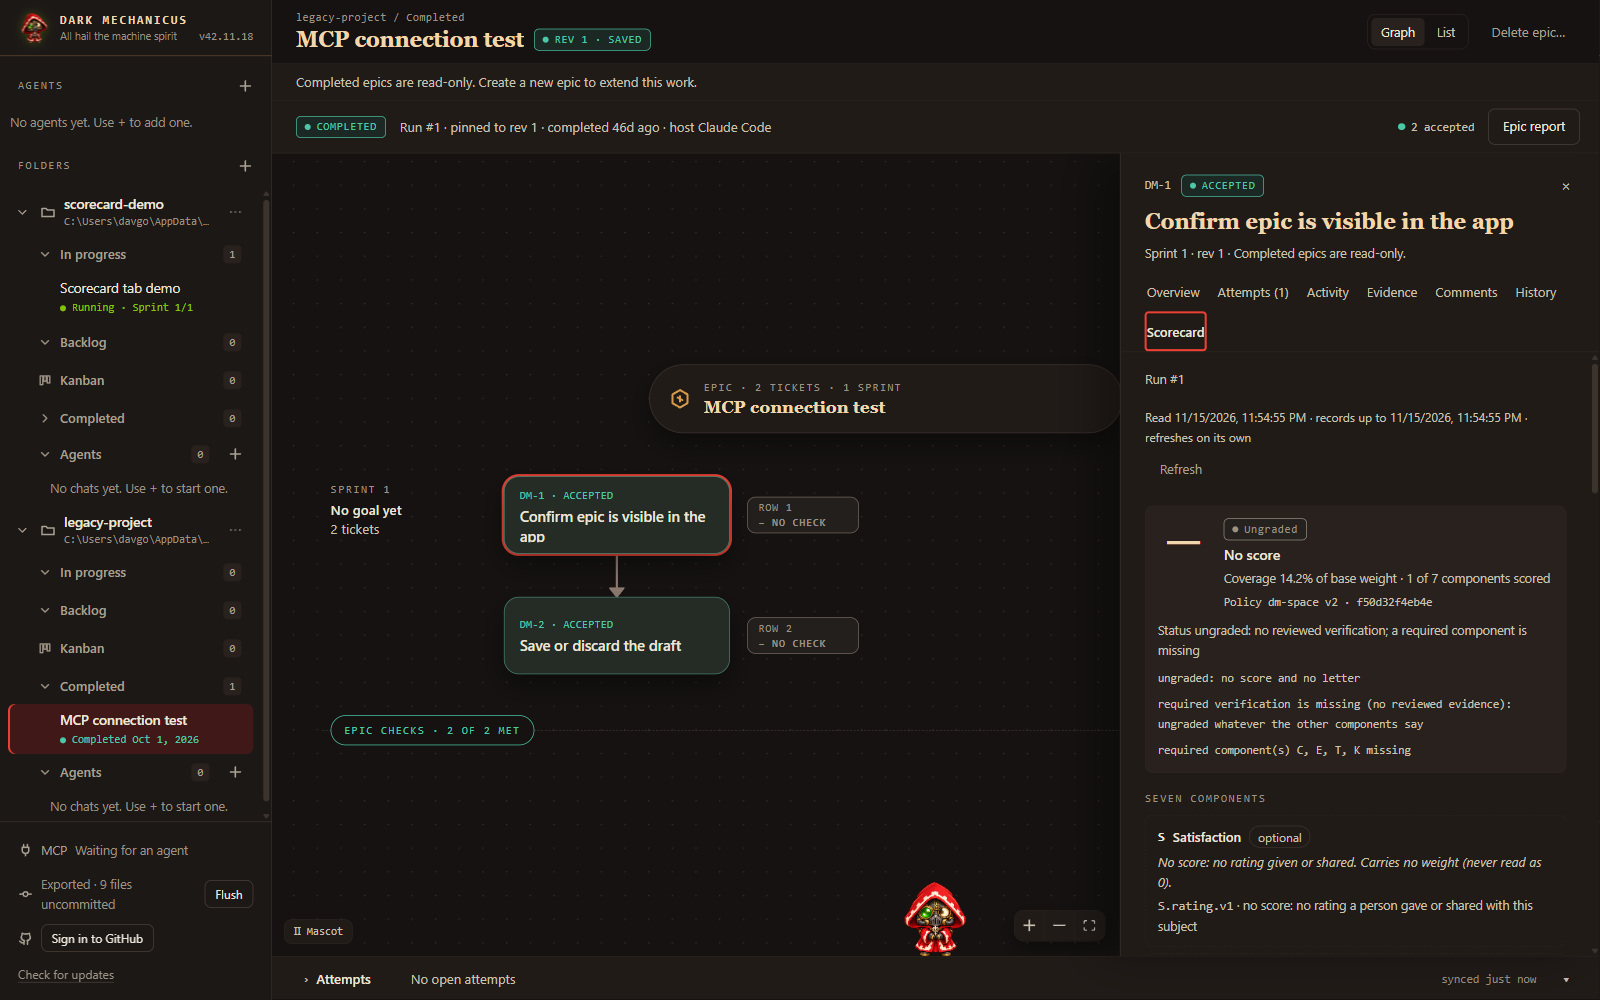 DARK MECHANICUS
All hail the machine spirit v42.11.18
AGENTS
No agents yet. Use + to add one.
FOLDERS
scorecard-demo
C:\Users\davgo\AppData\…
In progress 1
Scorecard tab demo
Running · Sprint 1/1
Backlog 0
Kanban 0
Completed 0
Agents 0
No chats yet. Use + to start one.
legacy-project
C:\Users\davgo\AppData\…
In progress 0
Backlog 0
Kanban 0
Completed 1
MCP connection test
Completed Oct 1, 2026
Agents 0
No chats yet. Use + to start one.
MCP Waiting for an agent
Exported · 9 files
uncommitted
Flush
Sign in to GitHub
Check for updates
legacy-project / Completed
MCP connection test
REV 1 · SAVED
Graph List Delete epic...
Completed epics are read-only. Create a new epic to extend this work.
COMPLETED Run #1 · pinned to rev 1 · completed 46d ago · host Claude Code
2 accepted Epic report
EPIC · 2 TICKETS · 1 SPRINT
MCP connection test
SPRINT 1
No goal yet
2 tickets
DM-1 · ACCEPTED
Confirm epic is visible in the
app
ROW 1
– NO CHECK
DM-2 · ACCEPTED
Save or discard the draft
ROW 2
– NO CHECK
EPIC CHECKS · 2 OF 2 MET
Mascot
Attempts No open attempts
synced just now
DM-1 ACCEPTED
Confirm epic is visible in the app
Sprint 1 · rev 1 · Completed epics are read-only.
Overview Attempts (1) Activity Evidence Comments History
Scorecard
Run #1
Read 11/15/2026, 11:54:55 PM · records up to 11/15/2026, 11:54:55 PM ·
refreshes on its own
Refresh
Ungraded
No score
Coverage 14.2% of base weight · 1 of 7 components scored
Policy dm-space v2 · f50d32f4eb4e
Status ungraded: no reviewed verification; a required component is
missing
ungraded: no score and no letter
required verification is missing (no reviewed evidence):
ungraded whatever the other components say
required component(s) C, E, T, K missing
SEVEN COMPONENTS
S Satisfaction optional
No score: no rating given or shared. Carries no weight (never read as
0).
S.rating.v1 · no score: no rating a person gave or shared with this
subject